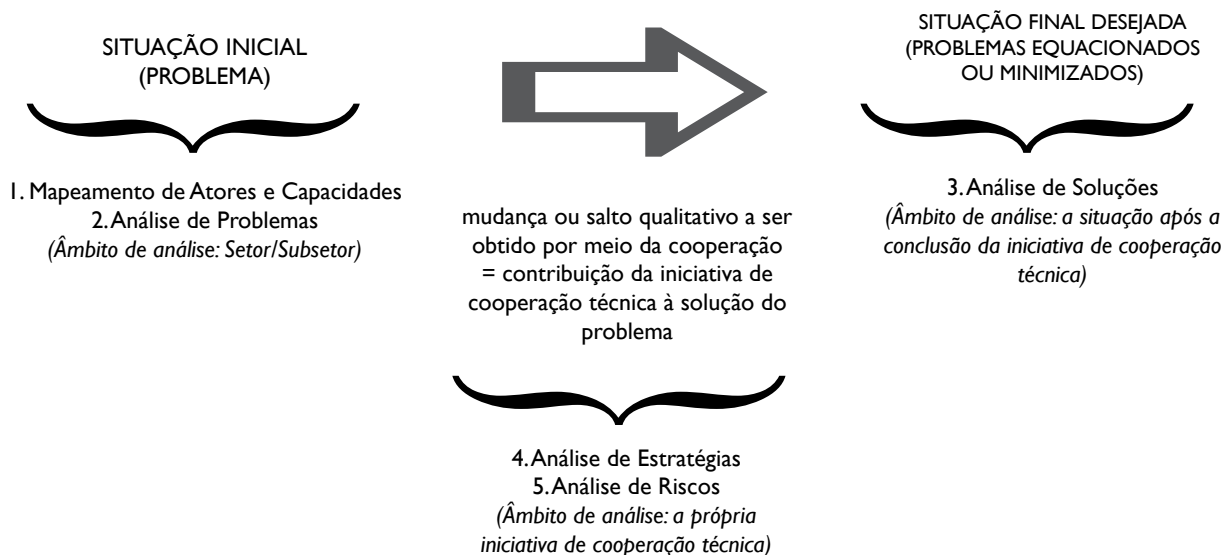 SITUAÇÃO INICIAL
(PROBLEMA)
1. Mapeamento de Atores e Capacidades
2. Análise de Problemas
(Âmbito de análise: Setor/Subsetor)
mudança ou salto qualitativo a ser
obtido por meio da cooperação
= contribuição da iniciativa de
cooperação técnica à solução do
problema
4. Análise de Estratégias
5. Análise de Riscos
(Âmbito de análise: a própria
iniciativa de cooperação técnica)
SITUAÇÃO FINAL DESEJADA
(PROBLEMAS EQUACIONADOS
OU MINIMIZADOS)
3. Análise de Soluções
(Âmbito de análise: a situação após a
conclusão da iniciativa de cooperação
técnica)